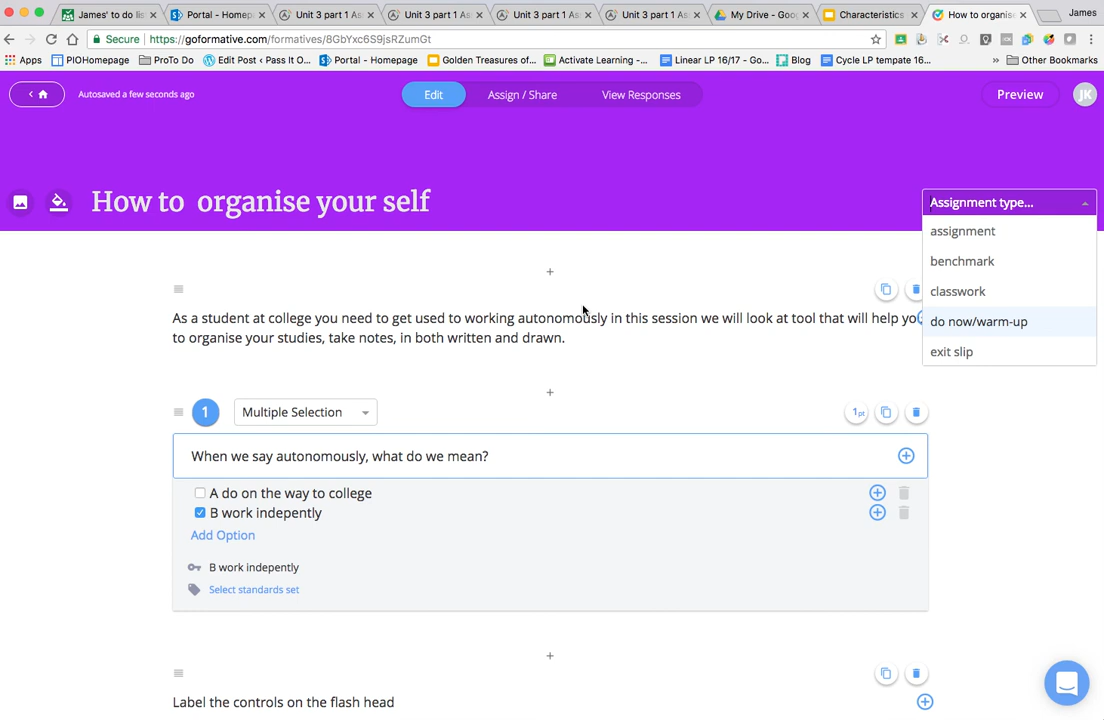 James' to do list
Portal - Homep
Unit 3 part 1 As
Unit 3 part 1 As
Unit 3 part 1 As
Unit 3 part 1 As
My Drive - Goo
Characteristics
How to organise
James
Secure
https://goformative.com/formatives/8GbYxc6S9jsRZumGt
Apps
PIOHomepage
ProTo Do
Edit Post ‹ Pass It O...
Portal - Homepage
Golden Treasures of...
Activate Learning -...
Linear LP 16/17 - Go...
Blog
Cycle LP tempate 16...
»
Other Bookmarks
Autosaved a few seconds ago
Edit
Assign / Share
View Responses
Preview
JK
How to organise your self
Assignment type...
assignment
benchmark
classwork
do now/warm-up
exit slip
As a student at college you need to get used to working autonomously in this session we will look at tool that will help yo
to organise your studies, take notes, in both written and drawn.
1
Multiple Selection
1pt
When we say autonomously, what do we mean?
A do on the way to college
B work indepently
Add Option
B work indepently
Select standards set
Label the controls on the flash head